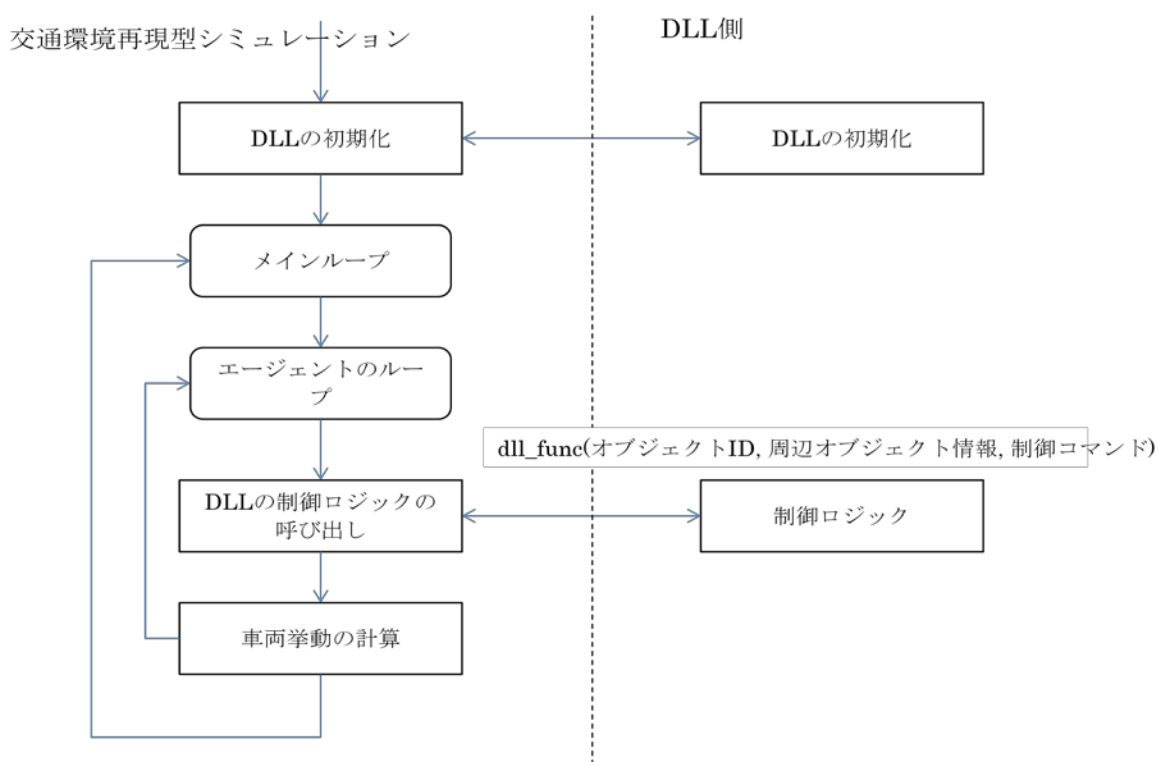 交通環境再現型シミュレーション
DLL側
DLLの初期化
DLLの初期化
メインループ
エージェントのルー
プ
dll_func(オブジェクトID, 周辺オブジェクト情報, 制御コマンド)
DLLの制御ロジックの
呼び出し
制御ロジック
車両挙動の計算